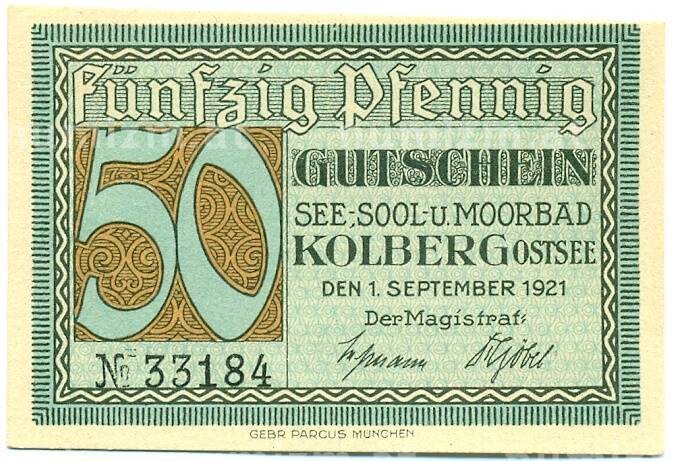 Fünfzig Pfennig
50
GUTSCHEIN
SEE-, SOOL- U. MOORBAD
KOLBERG OSTSEE
DEN 1. SEPTEMBER 1921
Der Magistrat:
№ 33184
GEBR PARCUS MÜNCHEN